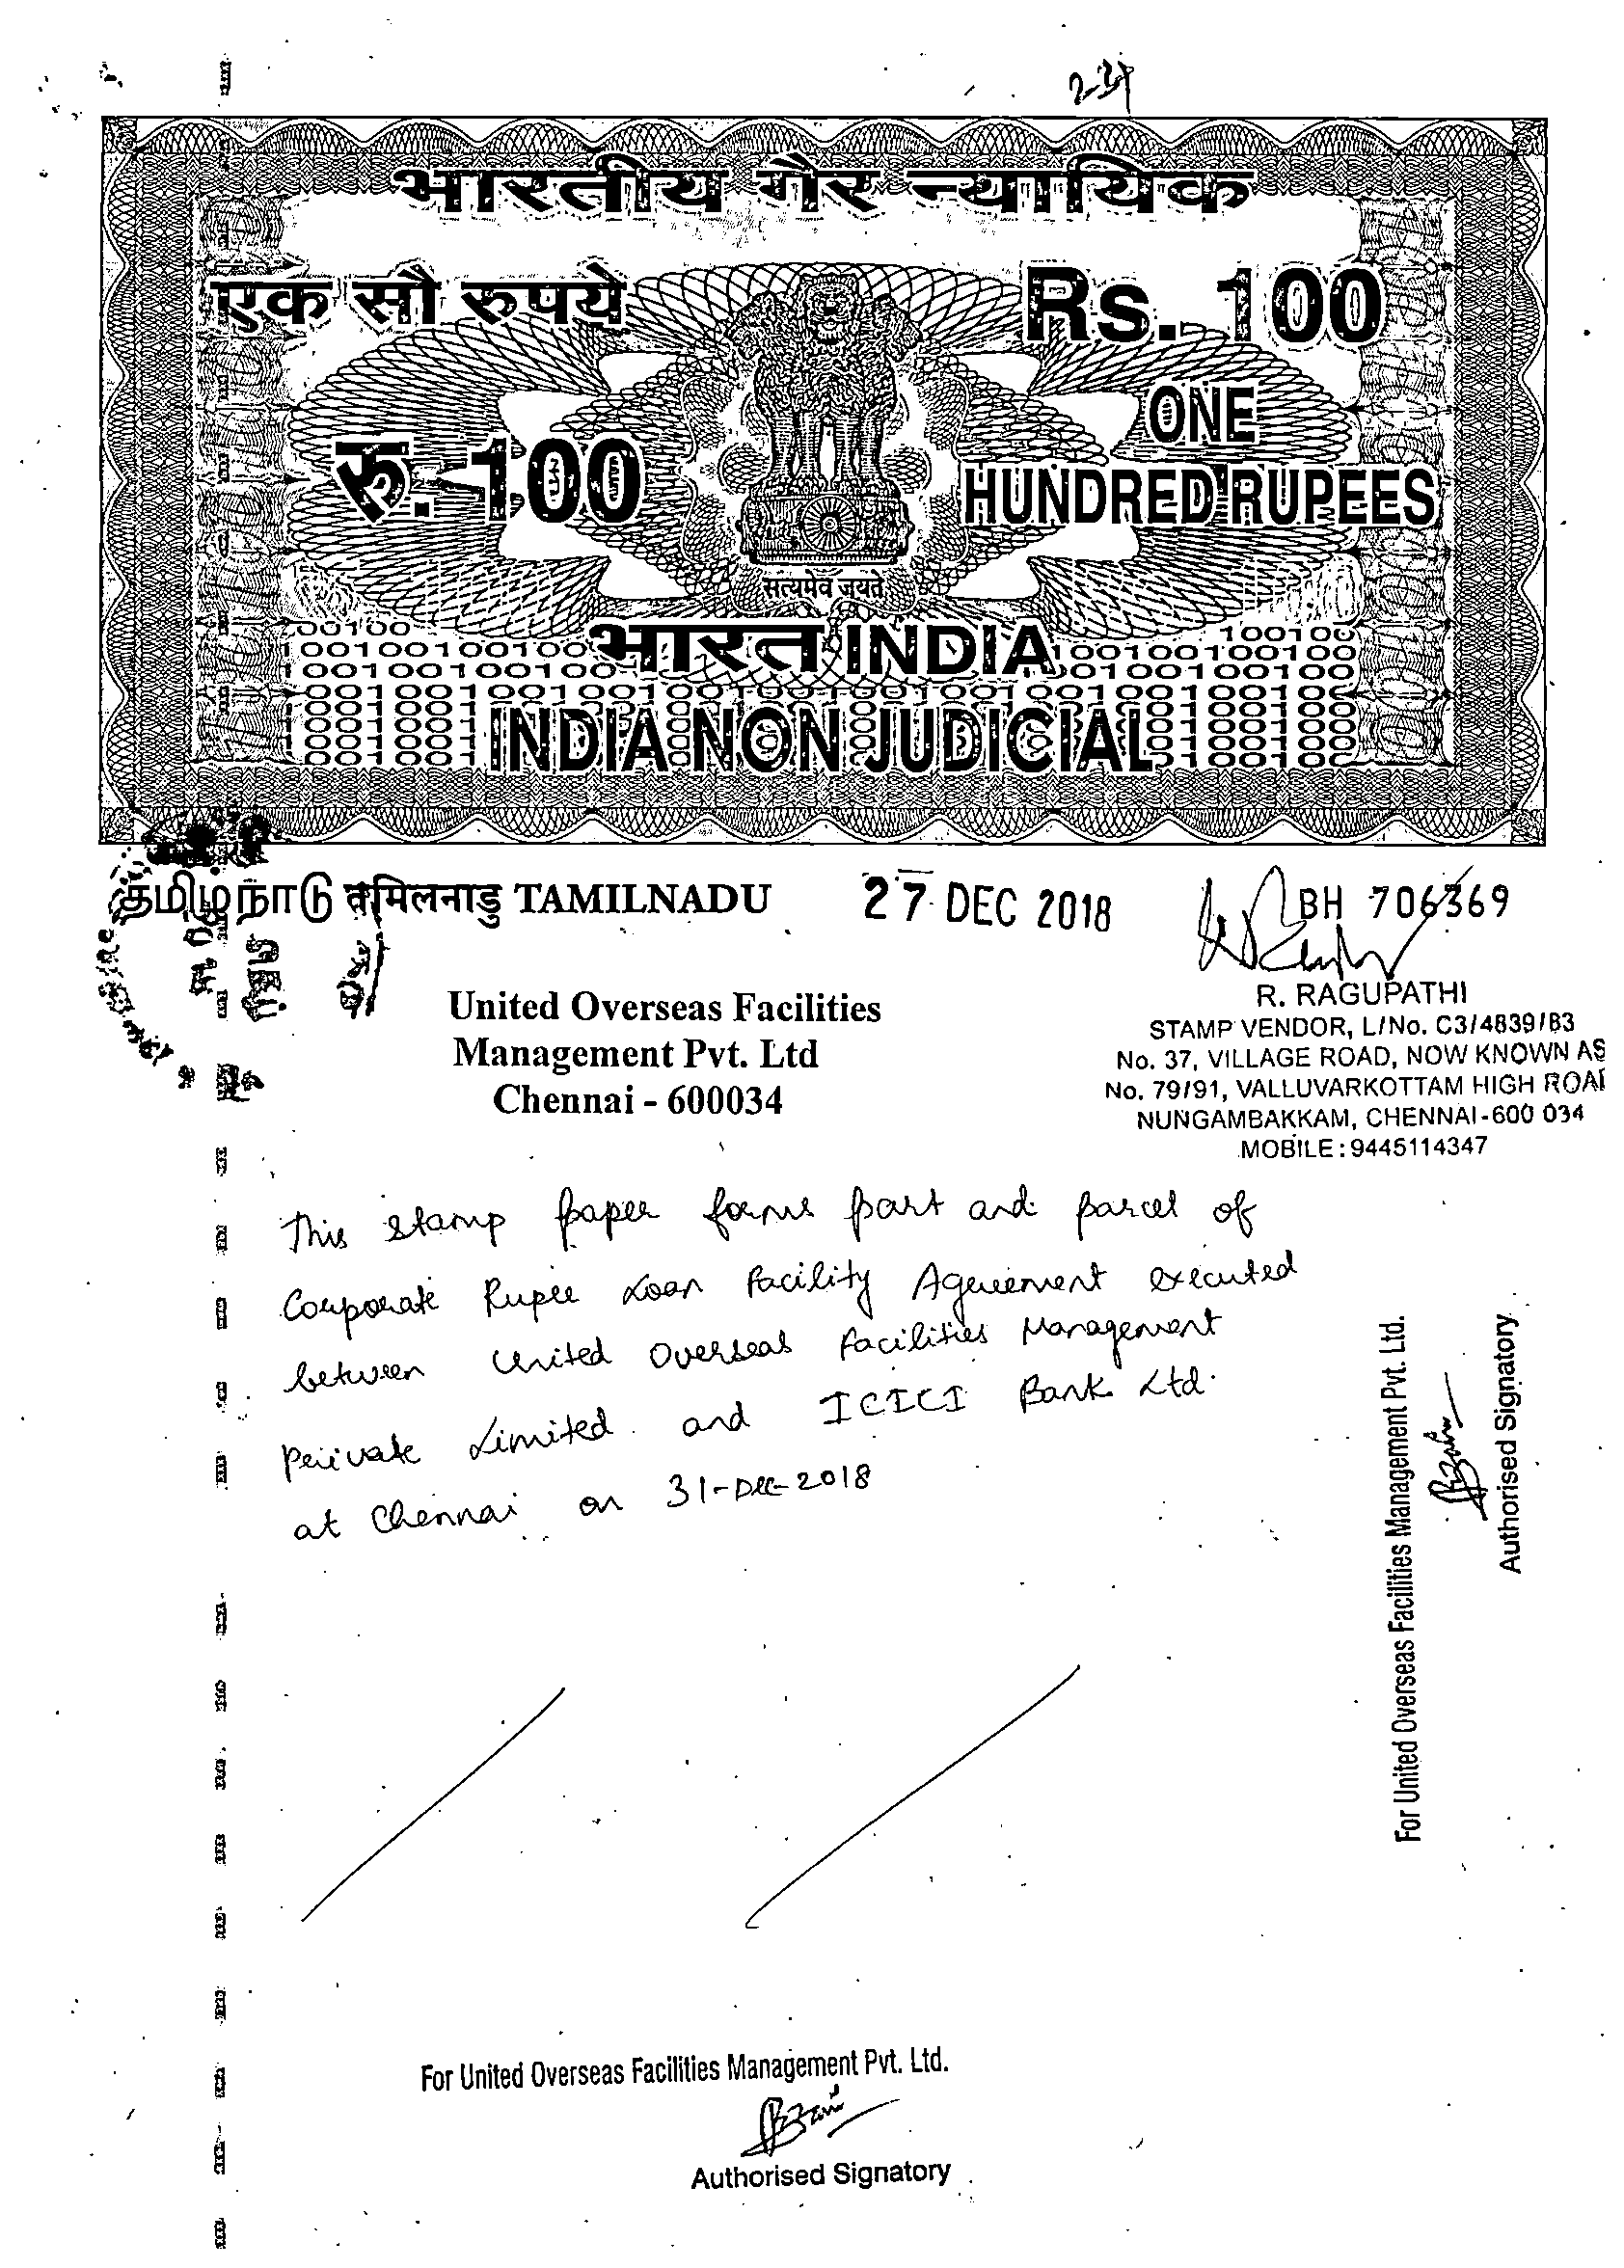 234
भारतीय गैर न्यायिक
एक सौ रुपये
Rs. 100
रु. 100
ONE
HUNDRED RUPEES
सत्यमेव जयते
भारत INDIA
INDIA NON JUDICIAL
தமிழ்நாடு तमिलनाडु TAMILNADU
27 DEC 2018
BH 706369
R. RAGUPATHI
STAMP VENDOR, L/No. C3/4839/83
No. 37, VILLAGE ROAD, NOW KNOWN AS
No. 79/91, VALLUVARKOTTAM HIGH ROAD
NUNGAMBAKKAM, CHENNAI-600 034
MOBILE: 9445114347
United Overseas Facilities
Management Pvt. Ltd
Chennai - 600034
This stamp paper forms part and parcel of
Corporate Rupee Loan Facility Agreement executed
between United Overseas Facilities Management
Private Limited and ICICI Bank Ltd.
at Chennai on 31-Dec-2018
For United Overseas Facilities Management Pvt. Ltd.
Authorised Signatory
For United Overseas Facilities Management Pvt. Ltd.
Authorised Signatory